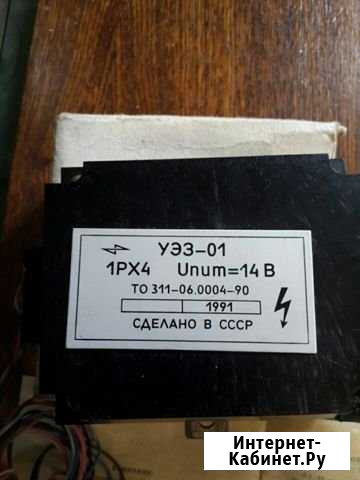 УЭЗ-01
1РХ4 Uпит=14 В
ТО 311-06.0004-90
1991
СДЕЛАНО В СССР
Интернет-
Кабинет.Ру